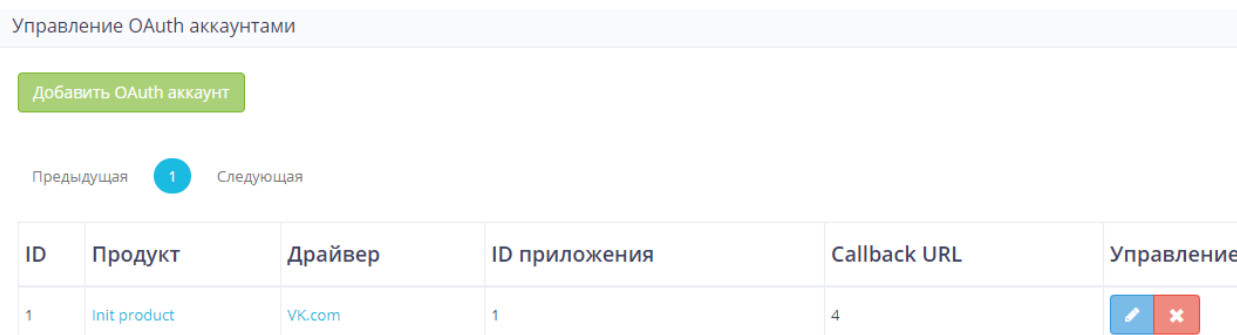 Управление OAuth аккаунтами
Добавить OAuth аккаунт
Предыдущая 1 Следующая
ID Продукт Драйвер ID приложения Callback URL Управление
1 Init product VK.com 1 4